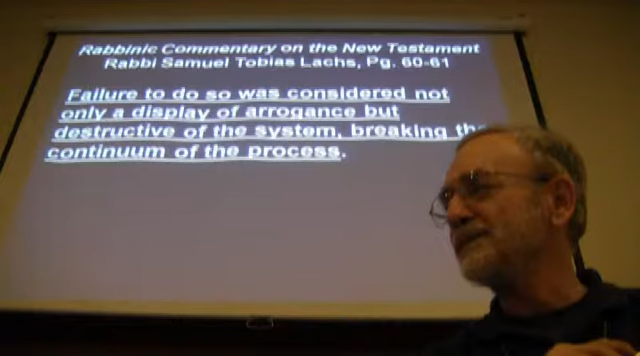 Rabbinic Commentary on the New Testament
Rabbi Samuel Tobias Lachs, Pg. 60-61
Failure to do so was considered not
only a display of arrogance but
destructive of the system, breaking the
continuum of the process.